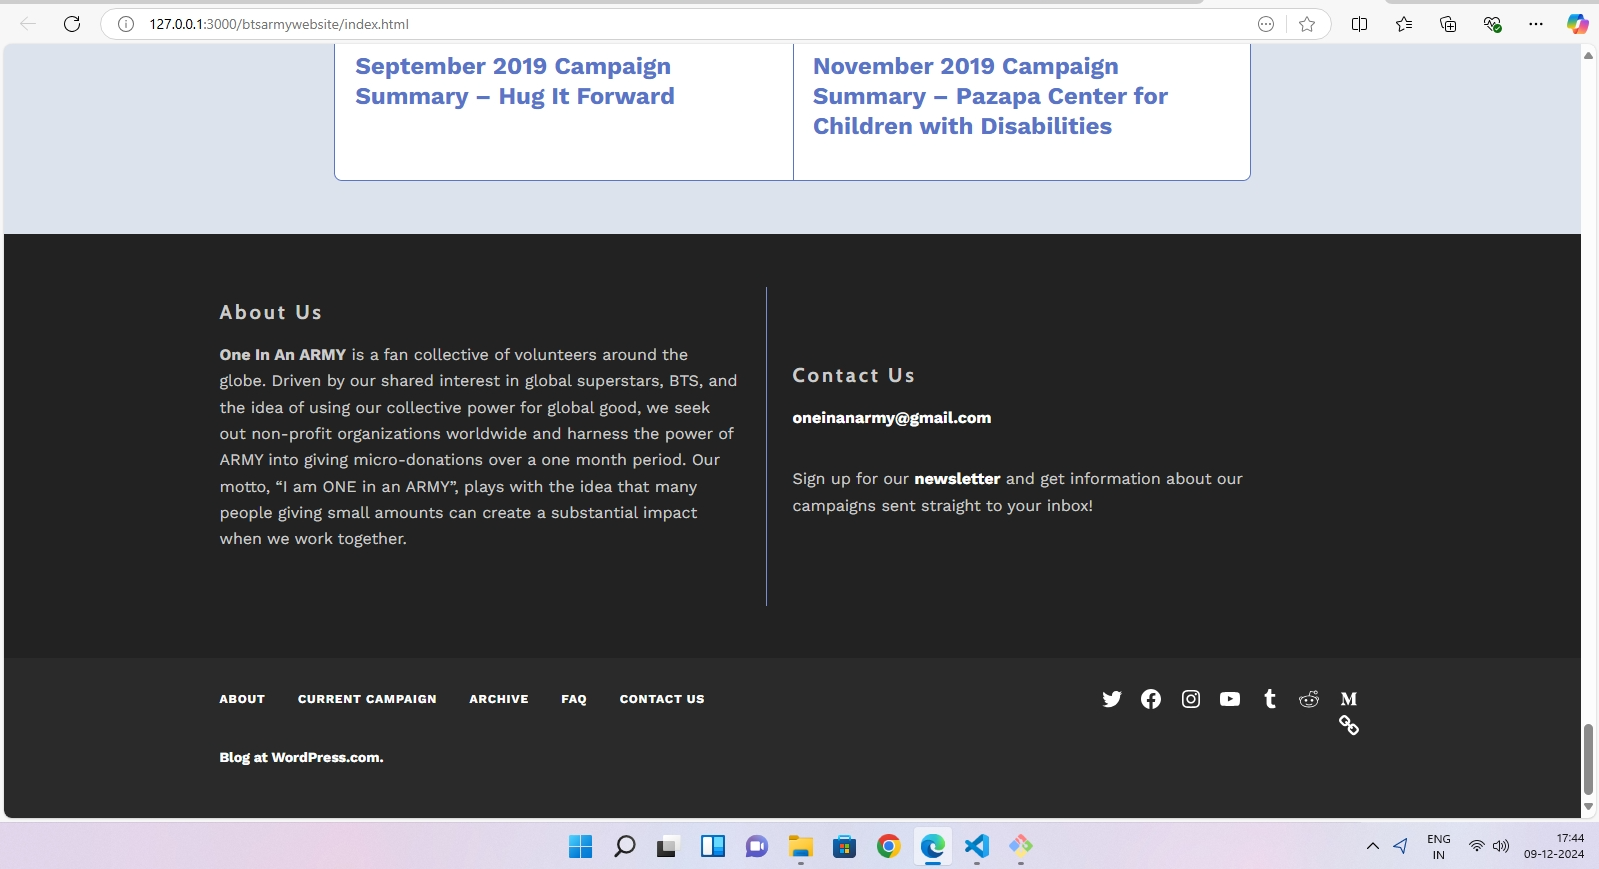 127.0.0.1:3000/btsarmywebsite/index.html
September 2019 Campaign
Summary – Hug It Forward
November 2019 Campaign
Summary – Pazapa Center for
Children with Disabilities
About Us
One In An ARMY is a fan collective of volunteers around the
globe. Driven by our shared interest in global superstars, BTS, and
the idea of using our collective power for global good, we seek
out non-profit organizations worldwide and harness the power of
ARMY into giving micro-donations over a one month period. Our
motto, “I am ONE in an ARMY”, plays with the idea that many
people giving small amounts can create a substantial impact
when we work together.
Contact Us
oneinanarmy@gmail.com
Sign up for our newsletter and get information about our
campaigns sent straight to your inbox!
ABOUT CURRENT CAMPAIGN ARCHIVE FAQ CONTACT US
Blog at WordPress.com.
ENG
IN
17:44
09-12-2024